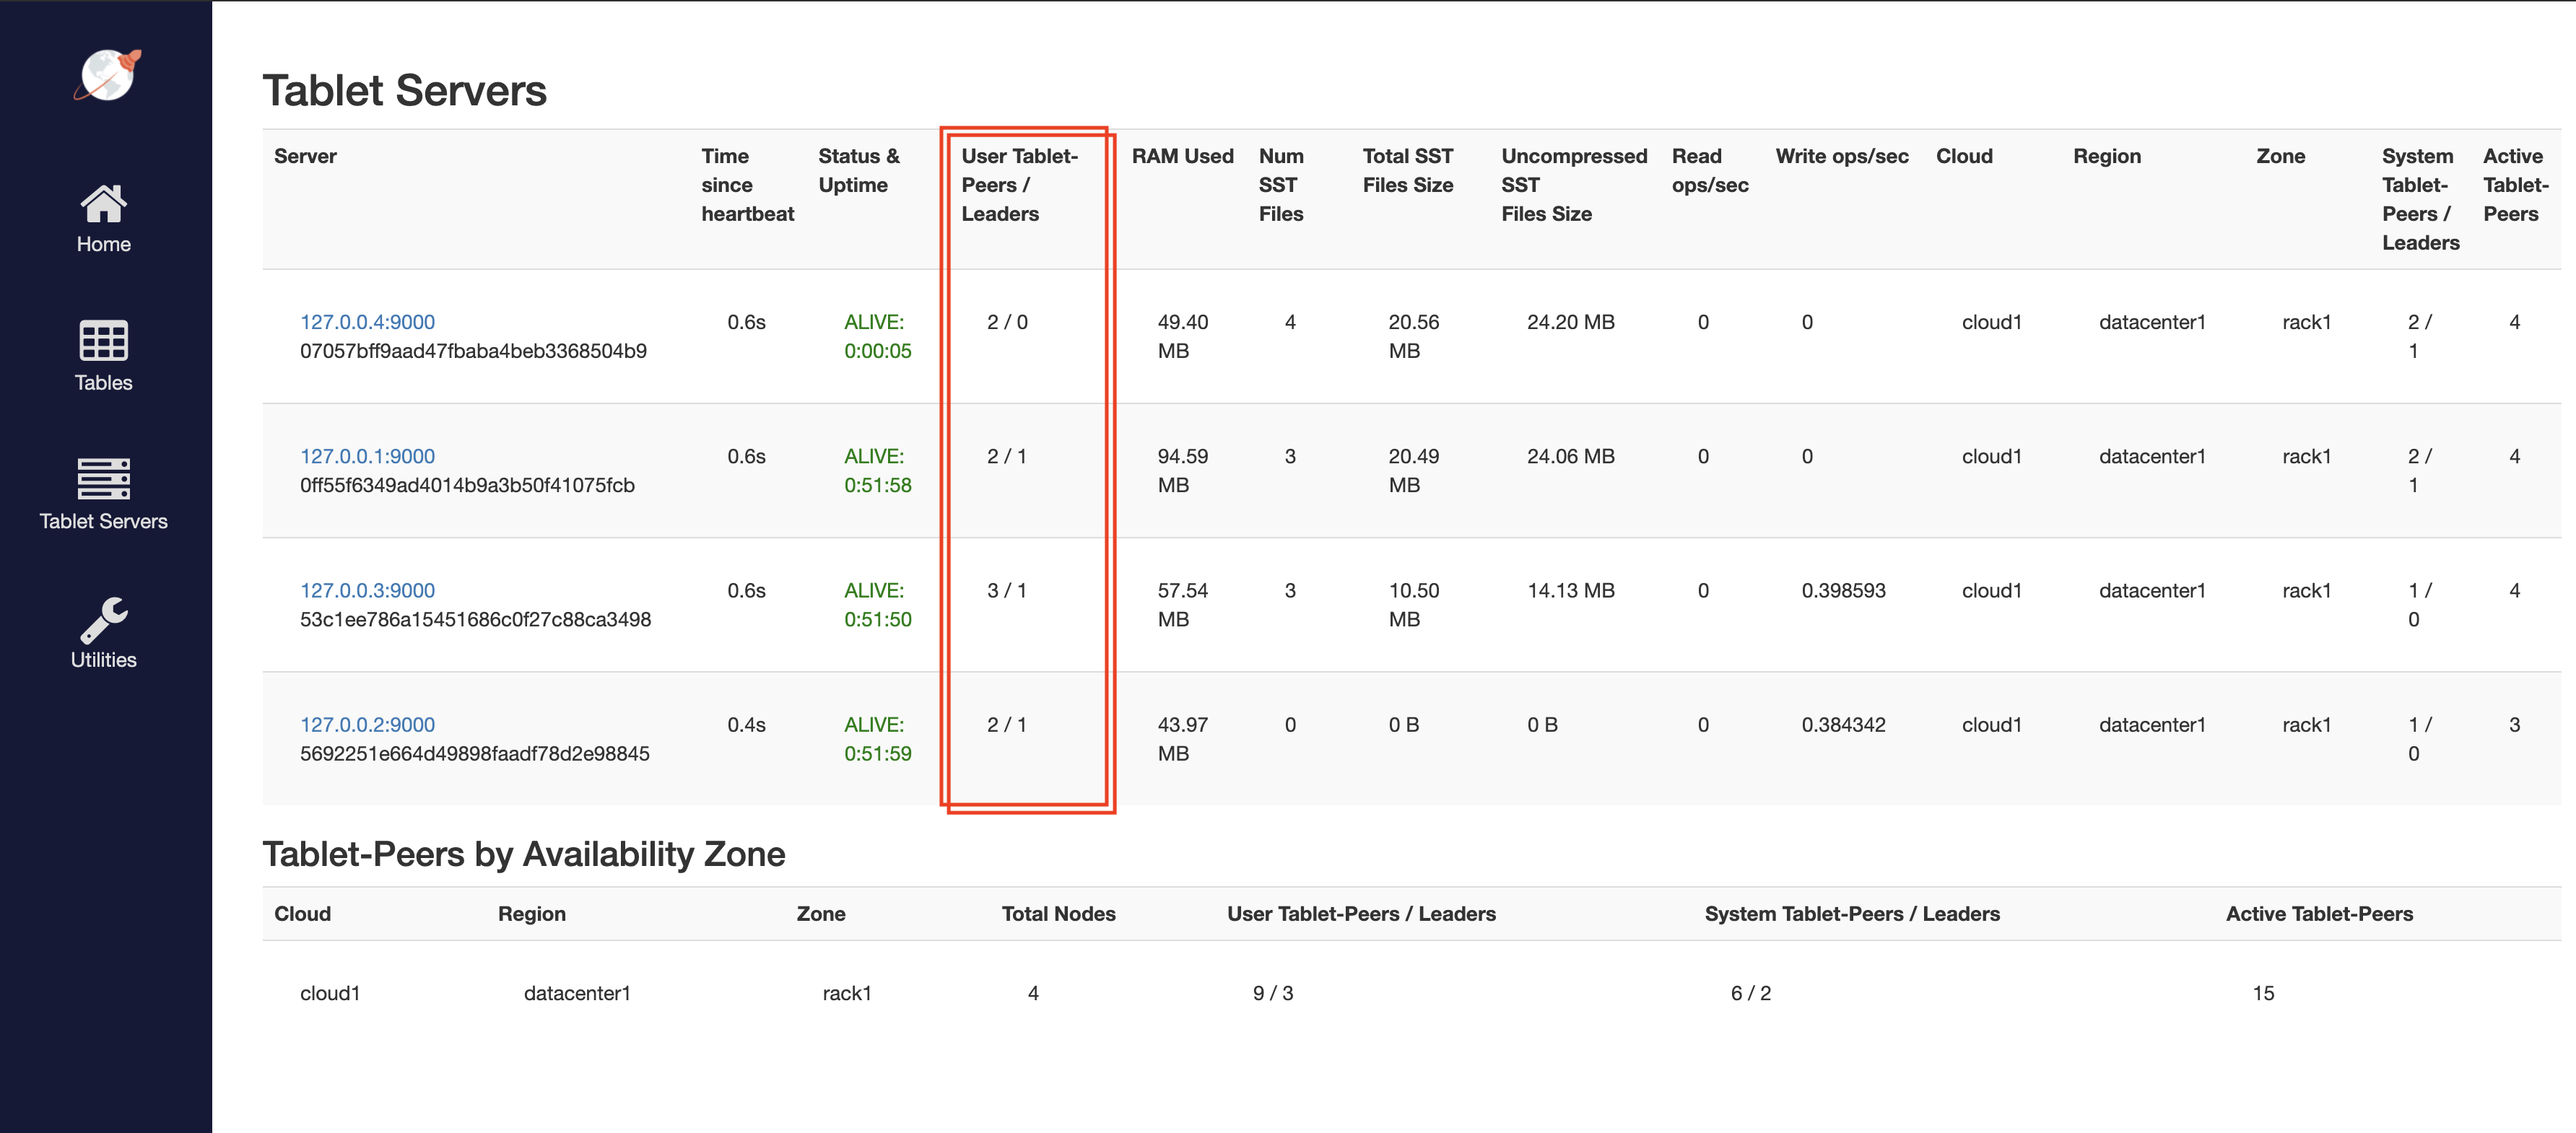 Home
Tables
Tablet Servers
Utilities
Tablet Servers
Server Time since heartbeat Status & Uptime User Tablet-Peers / Leaders RAM Used Num SST Files Total SST Files Size Uncompressed SST Files Size Read ops/sec Write ops/sec Cloud Region Zone System Tablet-Peers / Leaders Active Tablet-Peers
127.0.0.4:9000 0.6s ALIVE: 2 / 0 49.40 4 20.56 24.20 MB 0 0 cloud1 datacenter1 rack1 2 / 4
07057bff9aad47fbaba4beb3368504b9 0:00:05 MB MB 1
127.0.0.1:9000 0.6s ALIVE: 2 / 1 94.59 3 20.49 24.06 MB 0 0 cloud1 datacenter1 rack1 2 / 4
0ff55f6349ad4014b9a3b50f41075fcb 0:51:58 MB MB 1
127.0.0.3:9000 0.6s ALIVE: 3 / 1 57.54 3 10.50 14.13 MB 0 0.398593 cloud1 datacenter1 rack1 1 / 4
53c1ee786a15451686c0f27c88ca3498 0:51:50 MB MB 0
127.0.0.2:9000 0.4s ALIVE: 2 / 1 43.97 0 0 B 0 B 0 0.384342 cloud1 datacenter1 rack1 1 / 3
5692251e664d49898faadf78d2e98845 0:51:59 MB 0
Tablet-Peers by Availability Zone
Cloud Region Zone Total Nodes User Tablet-Peers / Leaders System Tablet-Peers / Leaders Active Tablet-Peers
cloud1 datacenter1 rack1 4 9 / 3 6 / 2 15